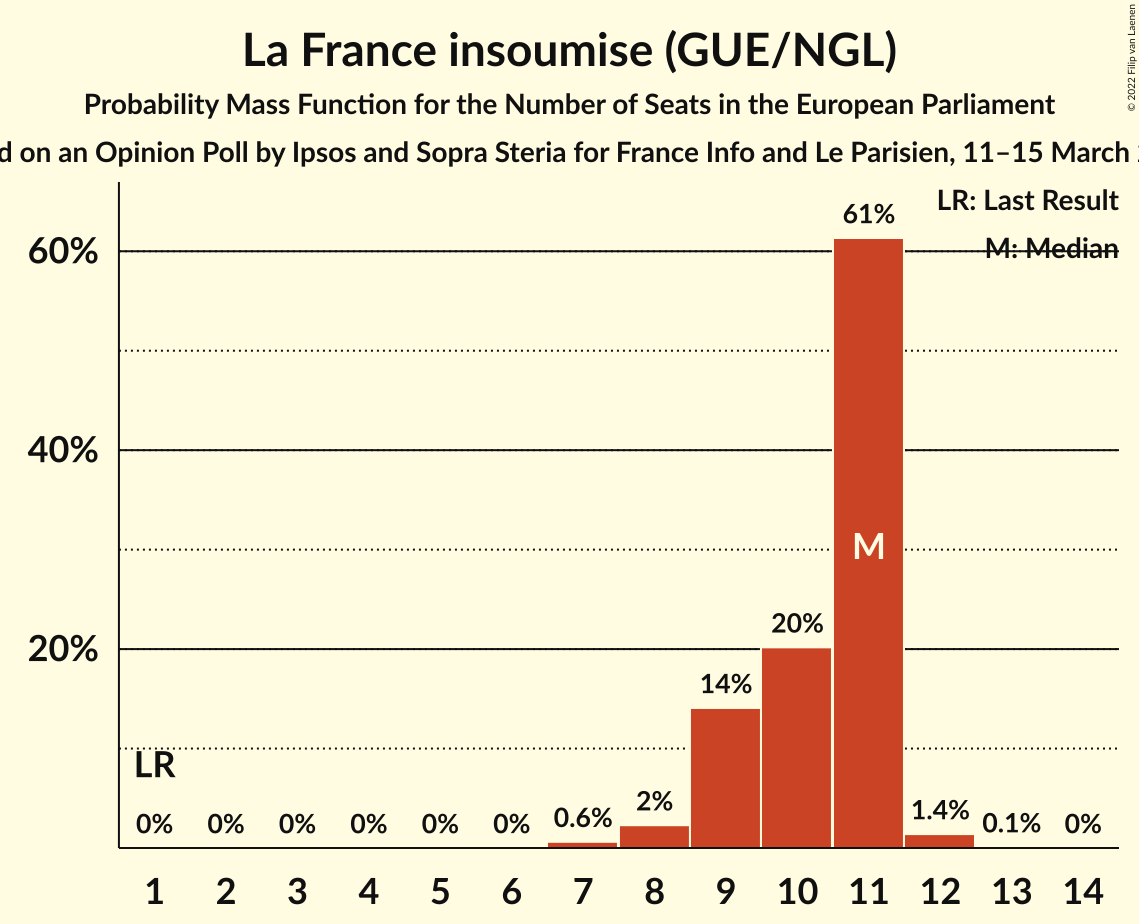 La France insoumise (GUE/NGL)
Probability Mass Function for the Number of Seats in the European Parliament
on an Opinion Poll by Ipsos and Sopra Steria for France Info and Le Parisien, 11–15 March
© 2022 Filip van Laenen
LR: Last Result
M: Median
61%
60%
40%
20%
M
20%
14%
LR
0%
0%
0%
0%
0%
0%
0.6%
2%
1.4%
0.1%
0%
1 2 3 4 5 6 7 8 9 10 11 12 13 14